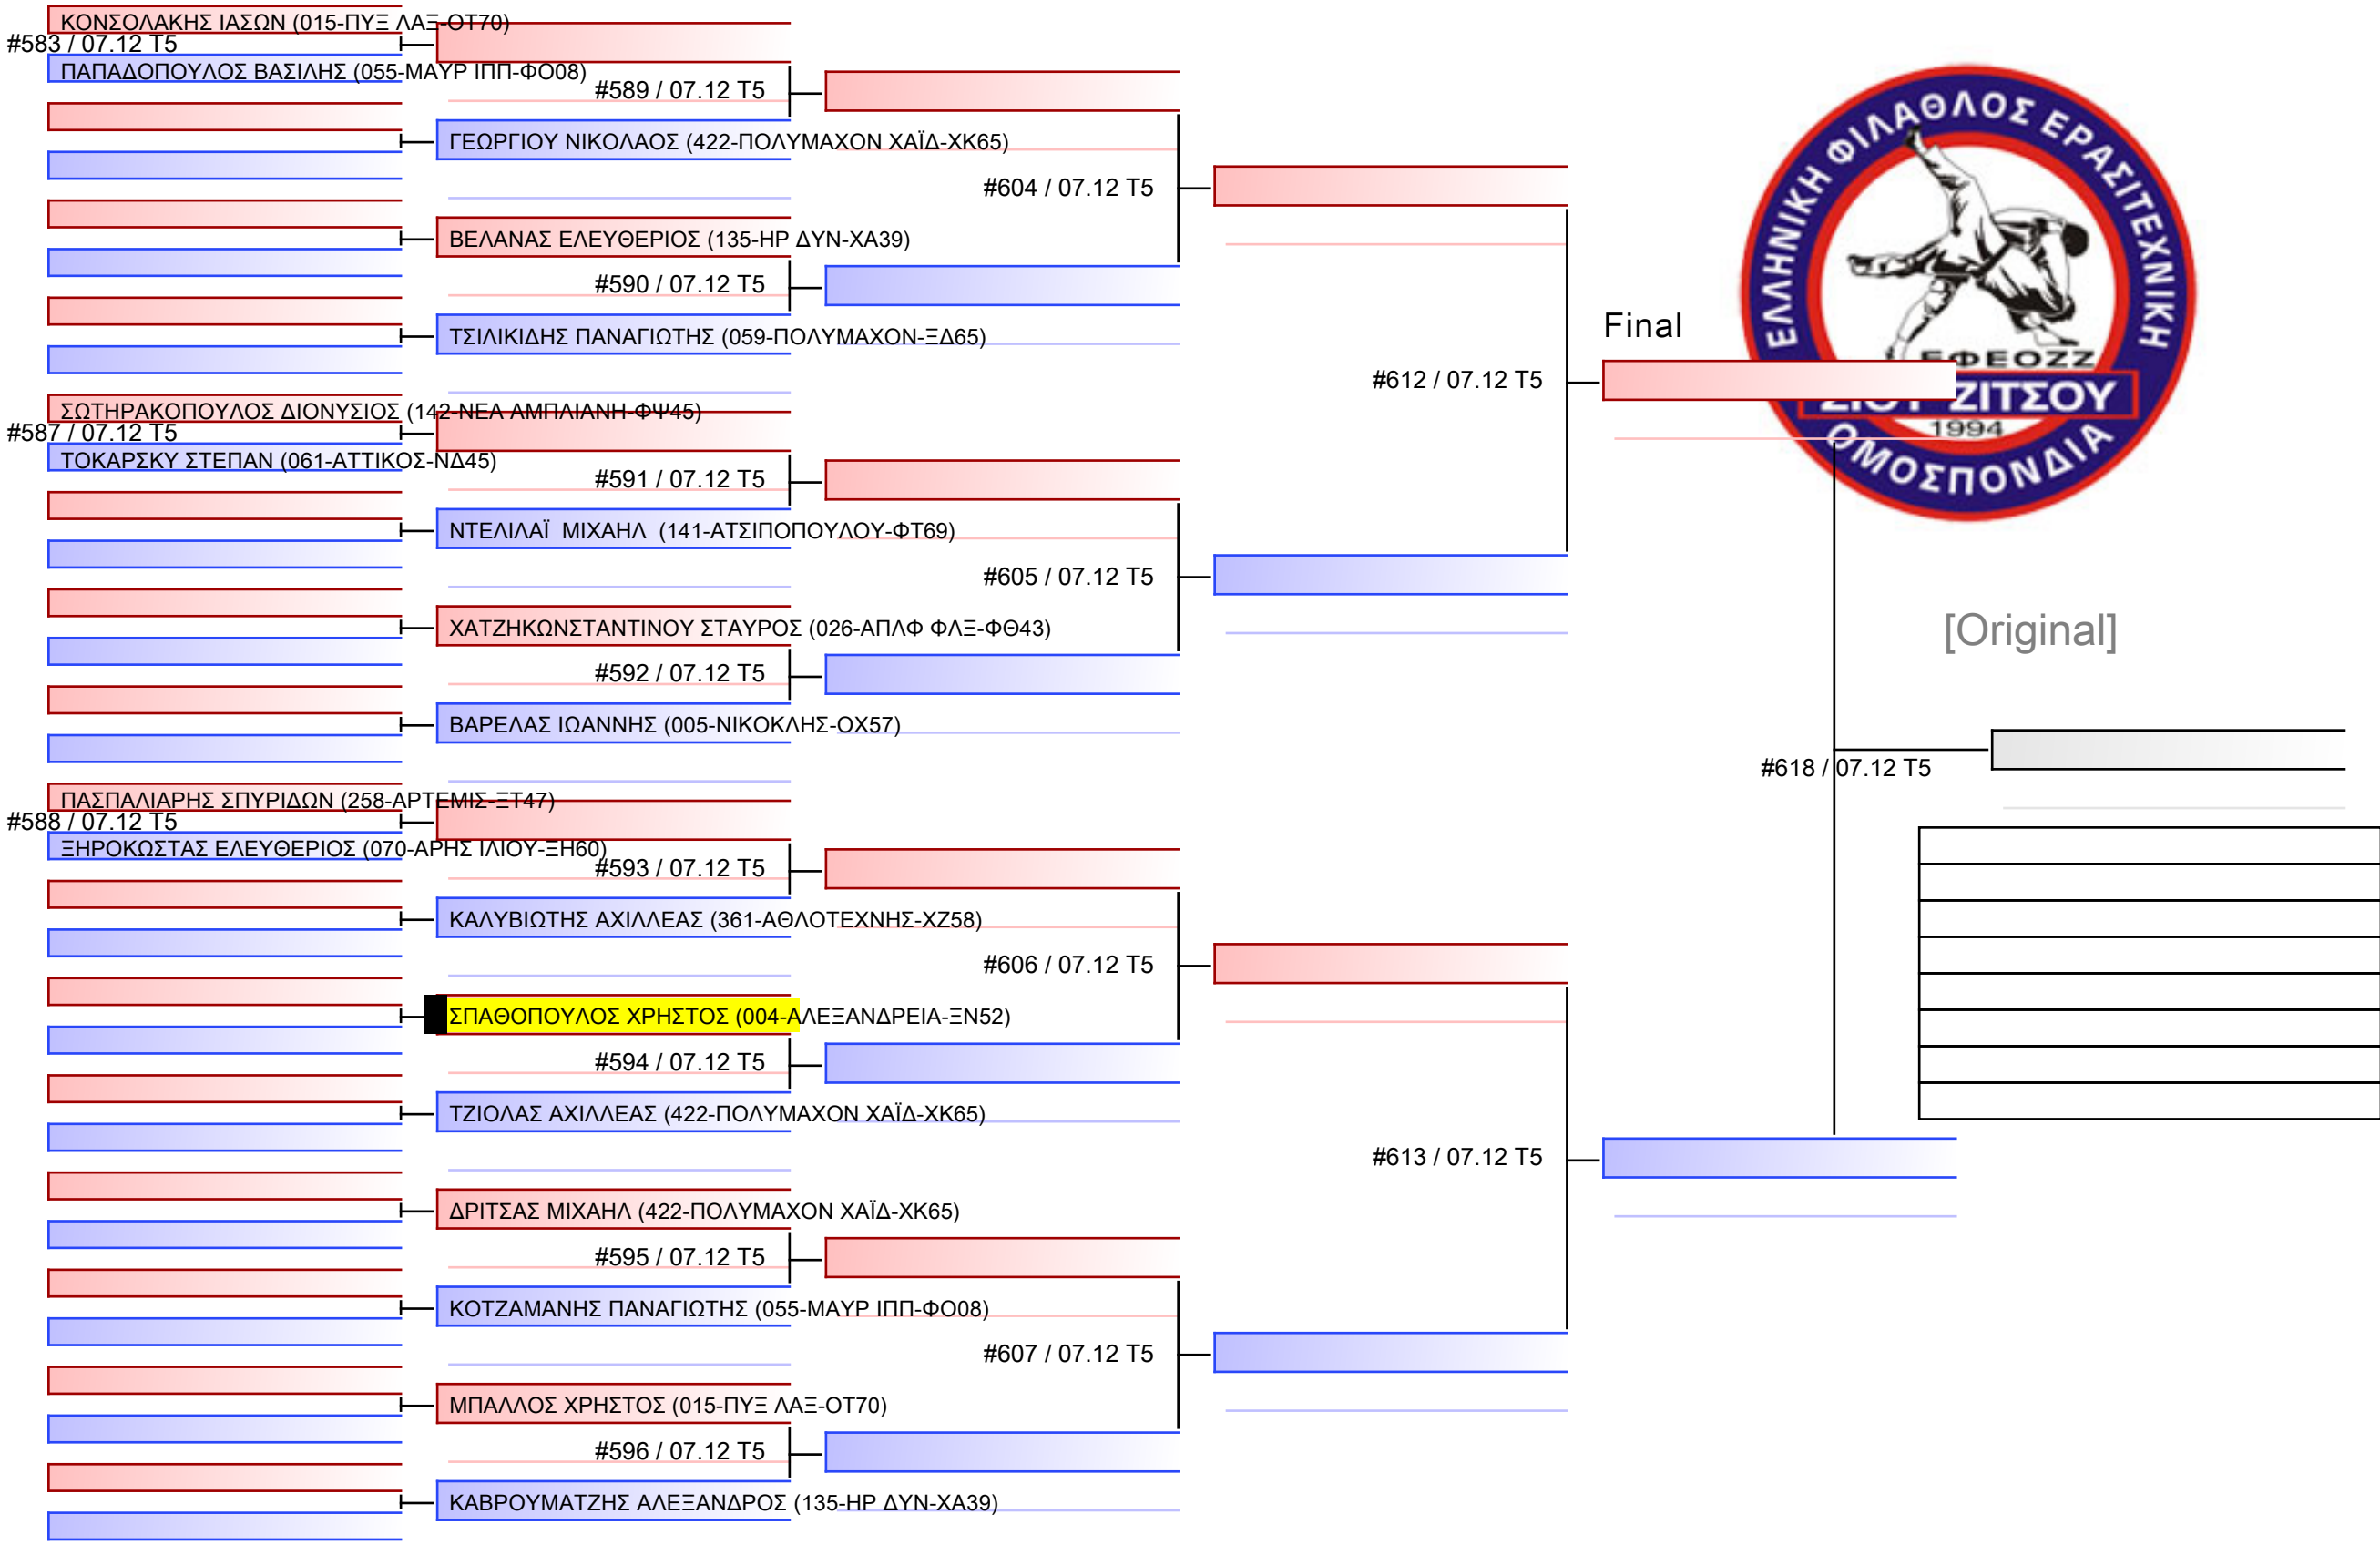 ΚΟΝΣΟΛΑΚΗΣ ΙΑΣΩΝ (015-ΠΥΞ ΛΑΞ-ΟΤ70)
#583 / 07.12 T5
ΠΑΠΑΔΟΠΟΥΛΟΣ ΒΑΣΙΛΗΣ (055-ΜΑΥΡ ΙΠΠ-ΦΟ08)
#589 / 07.12 T5
ΓΕΩΡΓΙΟΥ ΝΙΚΟΛΑΟΣ (422-ΠΟΛΥΜΑΧΟΝ ΧΑΪΔ-ΧΚ65)
#604 / 07.12 T5
ΒΕΛΑΝΑΣ ΕΛΕΥΘΕΡΙΟΣ (135-ΗΡ ΔΥΝ-ΧΑ39)
#590 / 07.12 T5
ΤΣΙΛΙΚΙΔΗΣ ΠΑΝΑΓΙΩΤΗΣ (059-ΠΟΛΥΜΑΧΟΝ-ΞΔ65)
ΕΛΛΗΝΙΚΗ ΦΙΛΑΘΛΟΣ ΕΡΑΣΙΤΕΧΝΙΚΗ
ΕΦΕΟΖΖ
ΖΙΤΣΟΥ
1994
ΟΜΟΣΠΟΝΔΙΑ
Final
#612 / 07.12 T5
ΣΩΤΗΡΑΚΟΠΟΥΛΟΣ ΔΙΟΝΥΣΙΟΣ (142-ΝΕΑ ΑΜΠΛΙΑΝΗ-ΦΨ45)
#587 / 07.12 T5
ΤΟΚΑΡΣΚΥ ΣΤΕΠΑΝ (061-ΑΤΤΙΚΟΣ-ΝΔ45)
#591 / 07.12 T5
ΝΤΕΛΙΛΑΪ  ΜΙΧΑΗΛ  (141-ΑΤΣΙΠΟΠΟΥΛΟΥ-ΦΤ69)
#605 / 07.12 T5
ΧΑΤΖΗΚΩΝΣΤΑΝΤΙΝΟΥ ΣΤΑΥΡΟΣ (026-ΑΠΛΦ ΦΛΞ-ΦΘ43)
[Original]
#592 / 07.12 T5
ΒΑΡΕΛΑΣ ΙΩΑΝΝΗΣ (005-ΝΙΚΟΚΛΗΣ-ΟΧ57)
#618 / 07.12 T5
ΠΑΣΠΑΛΙΑΡΗΣ ΣΠΥΡΙΔΩΝ (258-ΑΡΤΕΜΙΣ-ΞΤ47)
#588 / 07.12 T5
ΞΗΡΟΚΩΣΤΑΣ ΕΛΕΥΘΕΡΙΟΣ (070-ΑΡΗΣ ΙΛΙΟΥ-ΞΗ60)
#593 / 07.12 T5
ΚΑΛΥΒΙΩΤΗΣ ΑΧΙΛΛΕΑΣ (361-ΑΘΛΟΤΕΧΝΗΣ-ΧΖ58)
#606 / 07.12 T5
ΣΠΑΘΟΠΟΥΛΟΣ ΧΡΗΣΤΟΣ (004-ΑΛΕΞΑΝΔΡΕΙΑ-ΞΝ52)
#594 / 07.12 T5
ΤΖΙΟΛΑΣ ΑΧΙΛΛΕΑΣ (422-ΠΟΛΥΜΑΧΟΝ ΧΑΪΔ-ΧΚ65)
#613 / 07.12 T5
ΔΡΙΤΣΑΣ ΜΙΧΑΗΛ (422-ΠΟΛΥΜΑΧΟΝ ΧΑΪΔ-ΧΚ65)
#595 / 07.12 T5
ΚΟΤΖΑΜΑΝΗΣ ΠΑΝΑΓΙΩΤΗΣ (055-ΜΑΥΡ ΙΠΠ-ΦΟ08)
#607 / 07.12 T5
ΜΠΑΛΛΟΣ ΧΡΗΣΤΟΣ (015-ΠΥΞ ΛΑΞ-ΟΤ70)
#596 / 07.12 T5
ΚΑΒΡΟΥΜΑΤΖΗΣ ΑΛΕΞΑΝΔΡΟΣ (135-ΗΡ ΔΥΝ-ΧΑ39)